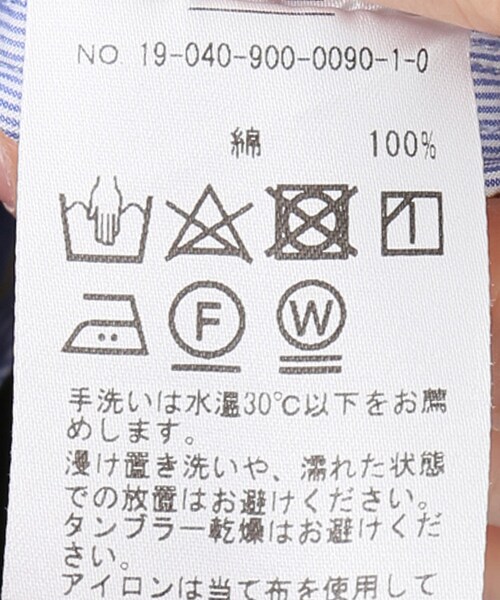 NO 19-040-900-0090-1-0
綿 100%
F W
手洗いは水温30℃以下をお薦
めします。
浸け置き洗いや、濡れた状態
での放置はお避けください。
タンブラー乾燥はお避けくだ
さい。
アイロンは当て布を使用して